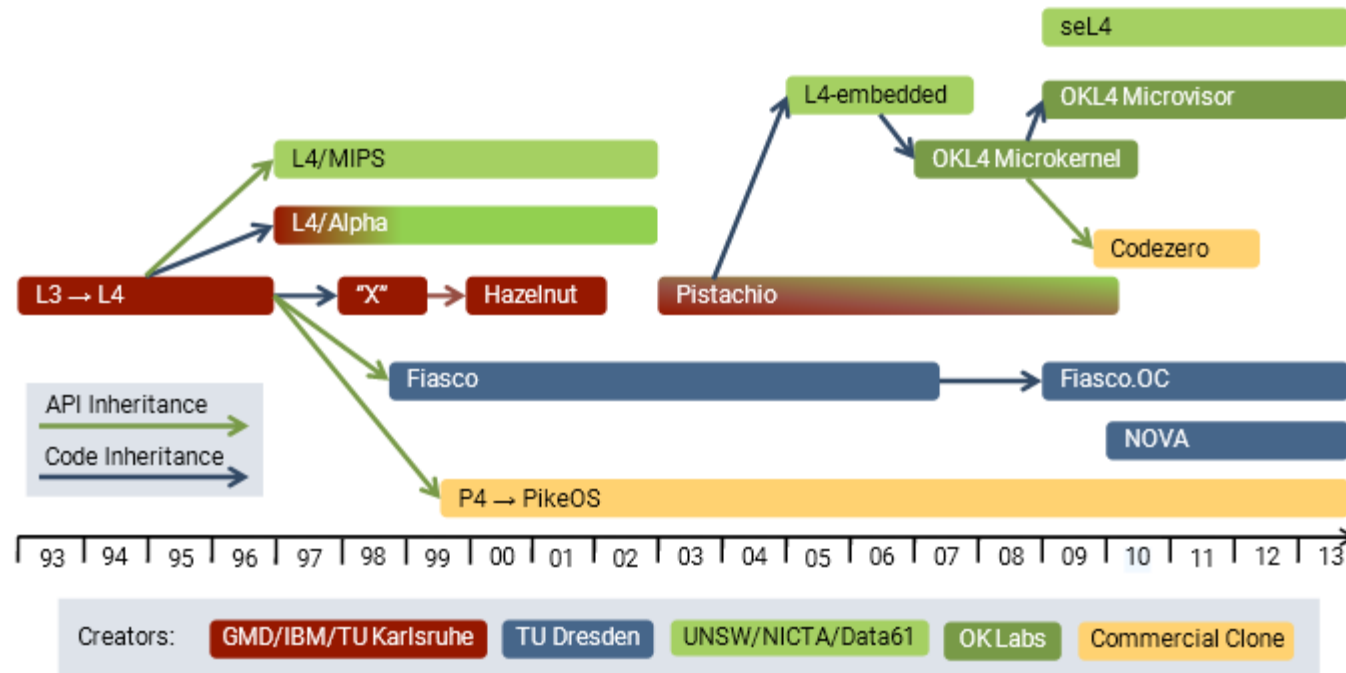 seL4
L4-embedded
OKL4 Microvisor
L4/MIPS
OKL4 Microkernel
L4/Alpha
Codezero
L3 → L4
“X”
Hazelnut
Pistachio
Fiasco
Fiasco.OC
API Inheritance
Code Inheritance
NOVA
P4 → PikeOS
93 94 95 96 97 98 99 00 01 02 03 04 05 06 07 08 09 10 11 12 13
Creators: GMD/IBM/TU Karlsruhe TU Dresden UNSW/NICTA/Data61 OK Labs Commercial Clone